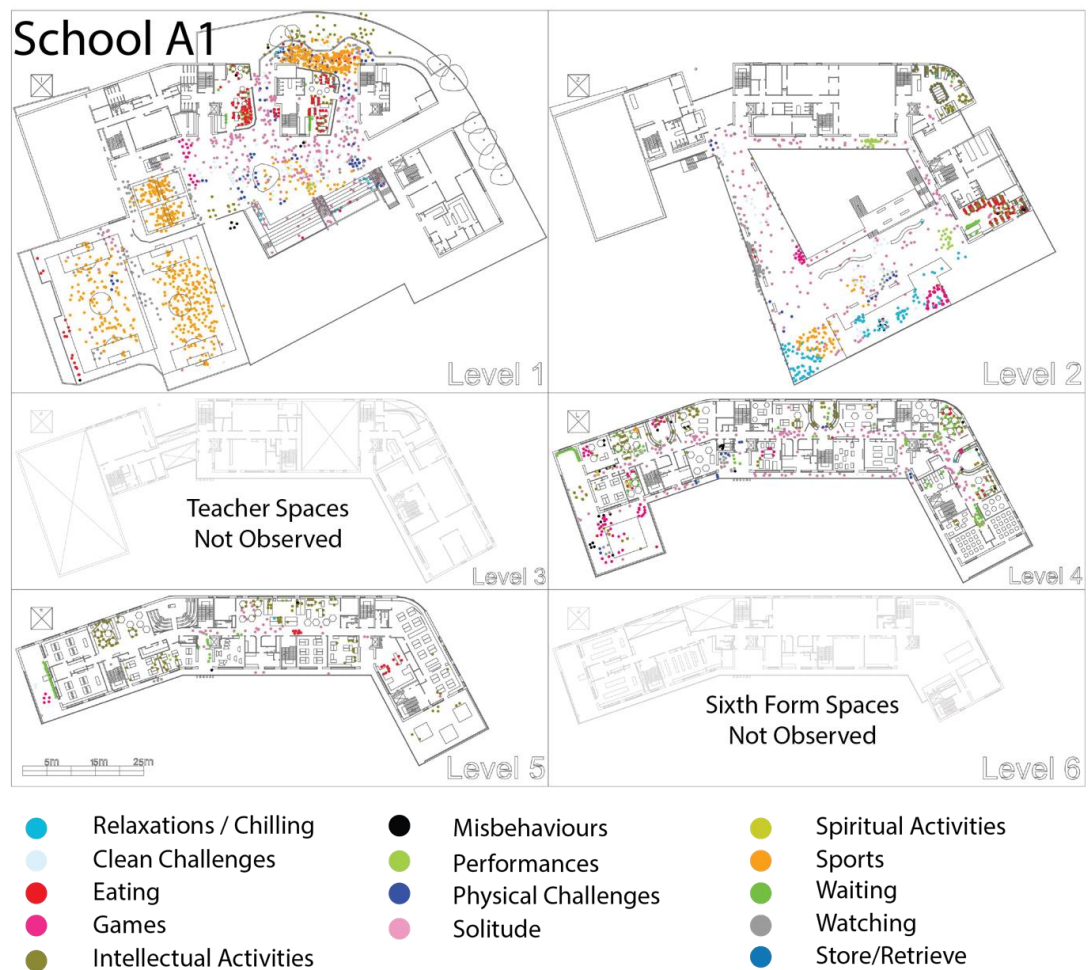 School A1
Level 1
Level 2
Teacher Spaces
Not Observed
Level 3
Level 4
5m 15m 25m
Level 5
Sixth Form Spaces
Not Observed
Level 6
Relaxations / Chilling
Clean Challenges
Eating
Games
Intellectual Activities
Misbehaviours
Performances
Physical Challenges
Solitude
Spiritual Activities
Sports
Waiting
Watching
Store/Retrieve